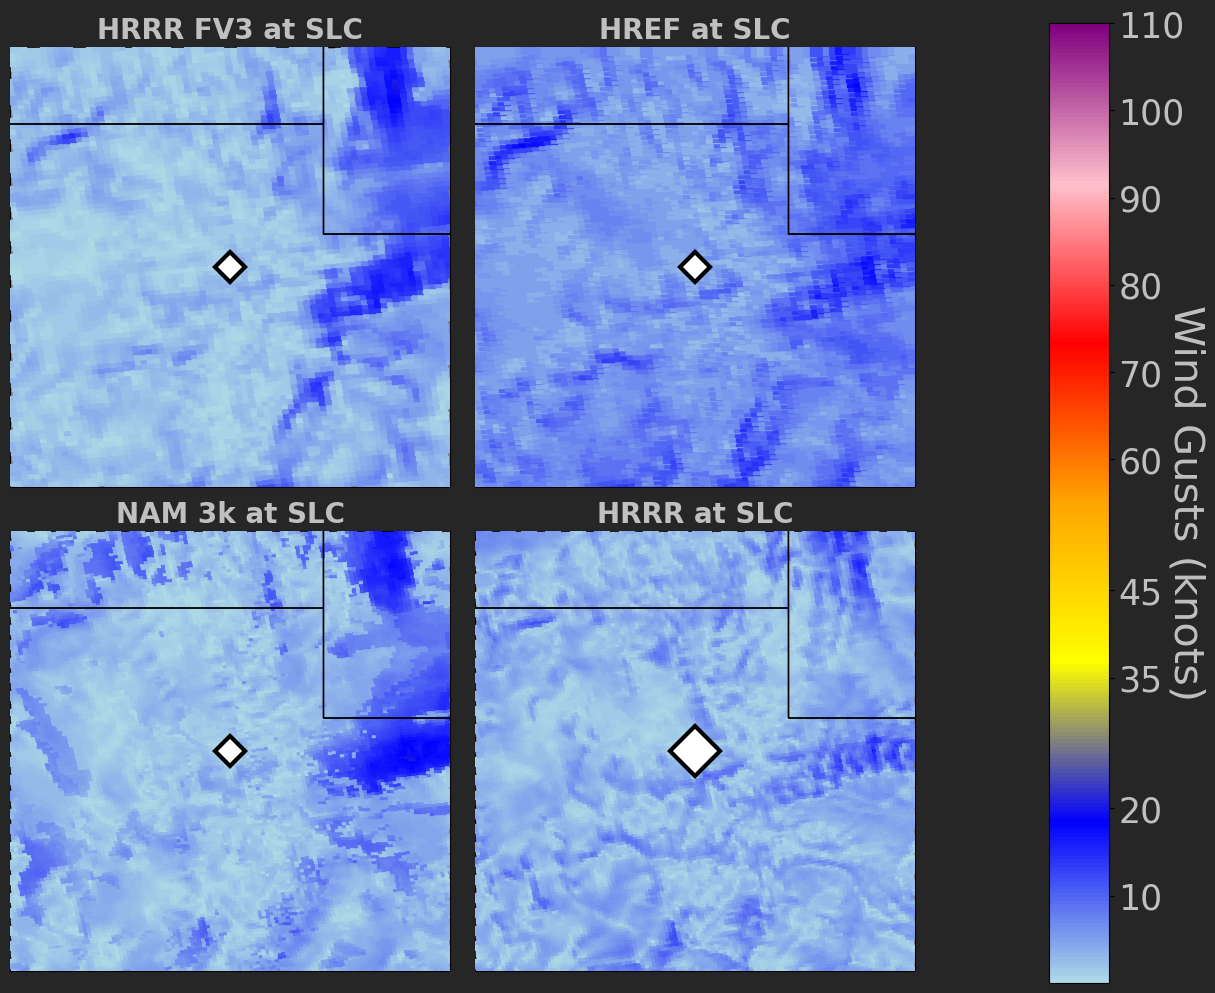 HRRR FV3 at SLC
HREF at SLC
NAM 3k at SLC
HRRR at SLC
110
100
90
80
70
60
45
35
20
10
Wind Gusts (knots)